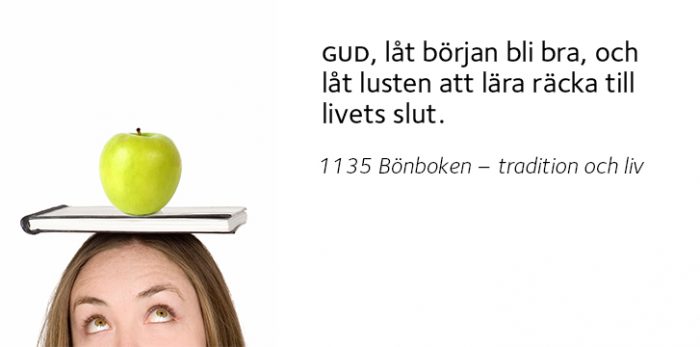 GUD, låt början bli bra, och
låt lusten att lära räcka till
livets slut.
1135 Bönboken – tradition och liv